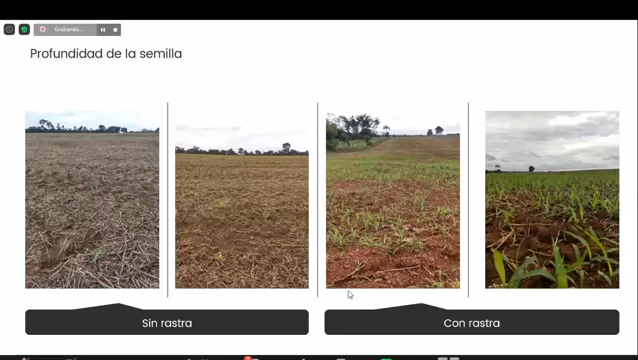 Grabando...
Profundidad de la semilla
Sin rastra
Con rastra